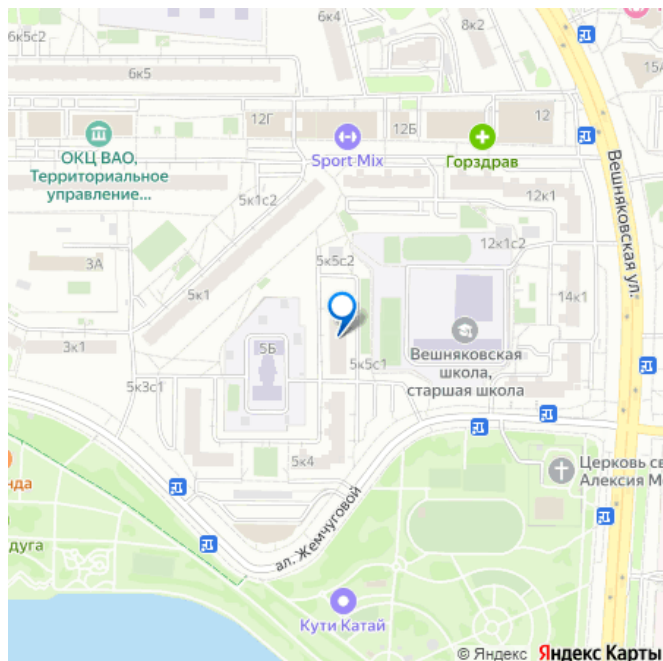 6к4
8к2
6к5с2
6к5
15А
12Г
12Б
12
ОКЦ ВАО,
Территориальное
управление...
Sport Mix
Горздрав
Вешняковская ул.
5к1с2
12к1
12к1с2
3А
5к5с2
5к1
14к1
3к1
5Б
5к5с1
Вешняковская
школа,
старшая школа
5к3с1
5к4
Церковь св
Алексия Мо
нда
ал. Жемчуговой
дуга
Кути Катай
© Яндекс Яндекс Карты